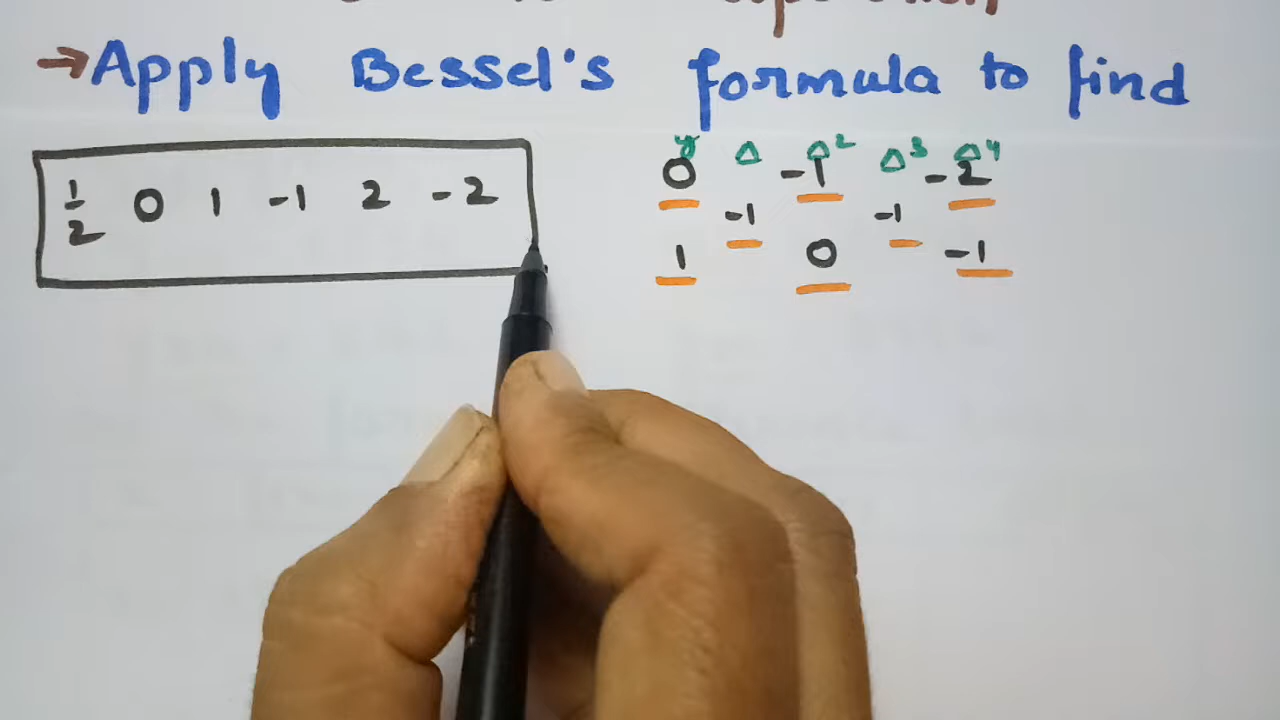 →Apply Bessel's formula to find
y Δ Δ² Δ³ Δ⁴
½ 0 1 -1 2 -2
0 -1 -2
-1 -1
1 0 -1